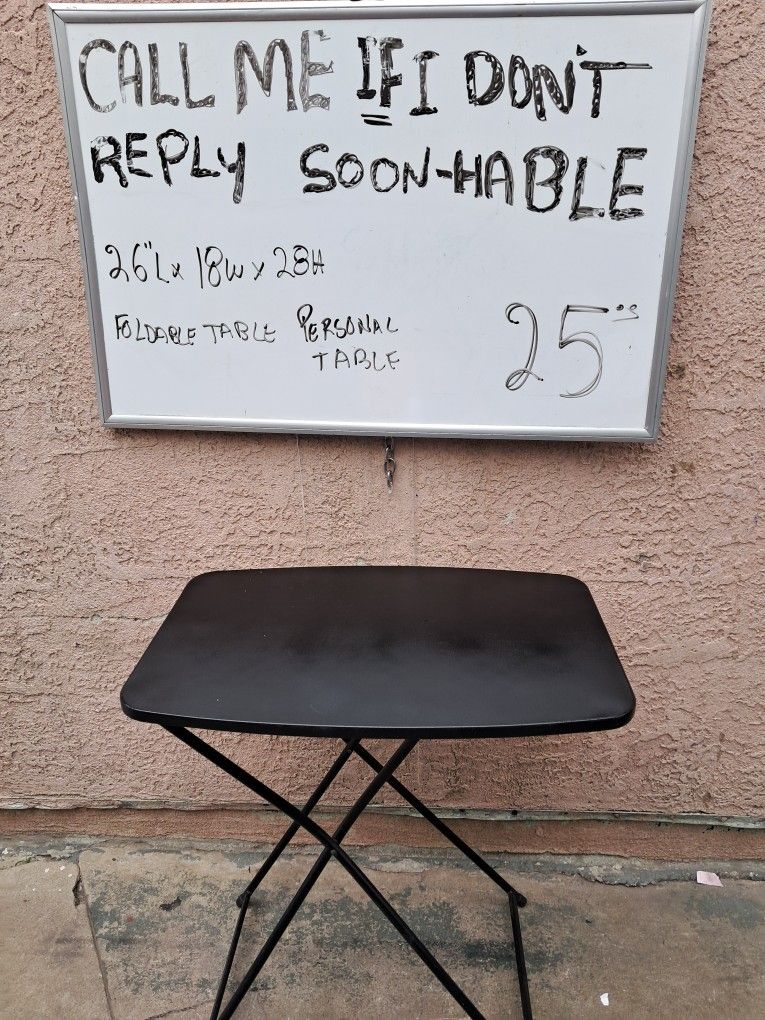 CALL ME IF I DON'T
REPLY SOON-HABLE
26"L x 18W x 28H
FOLDABLE TABLE PERSONAL
TABLE
25